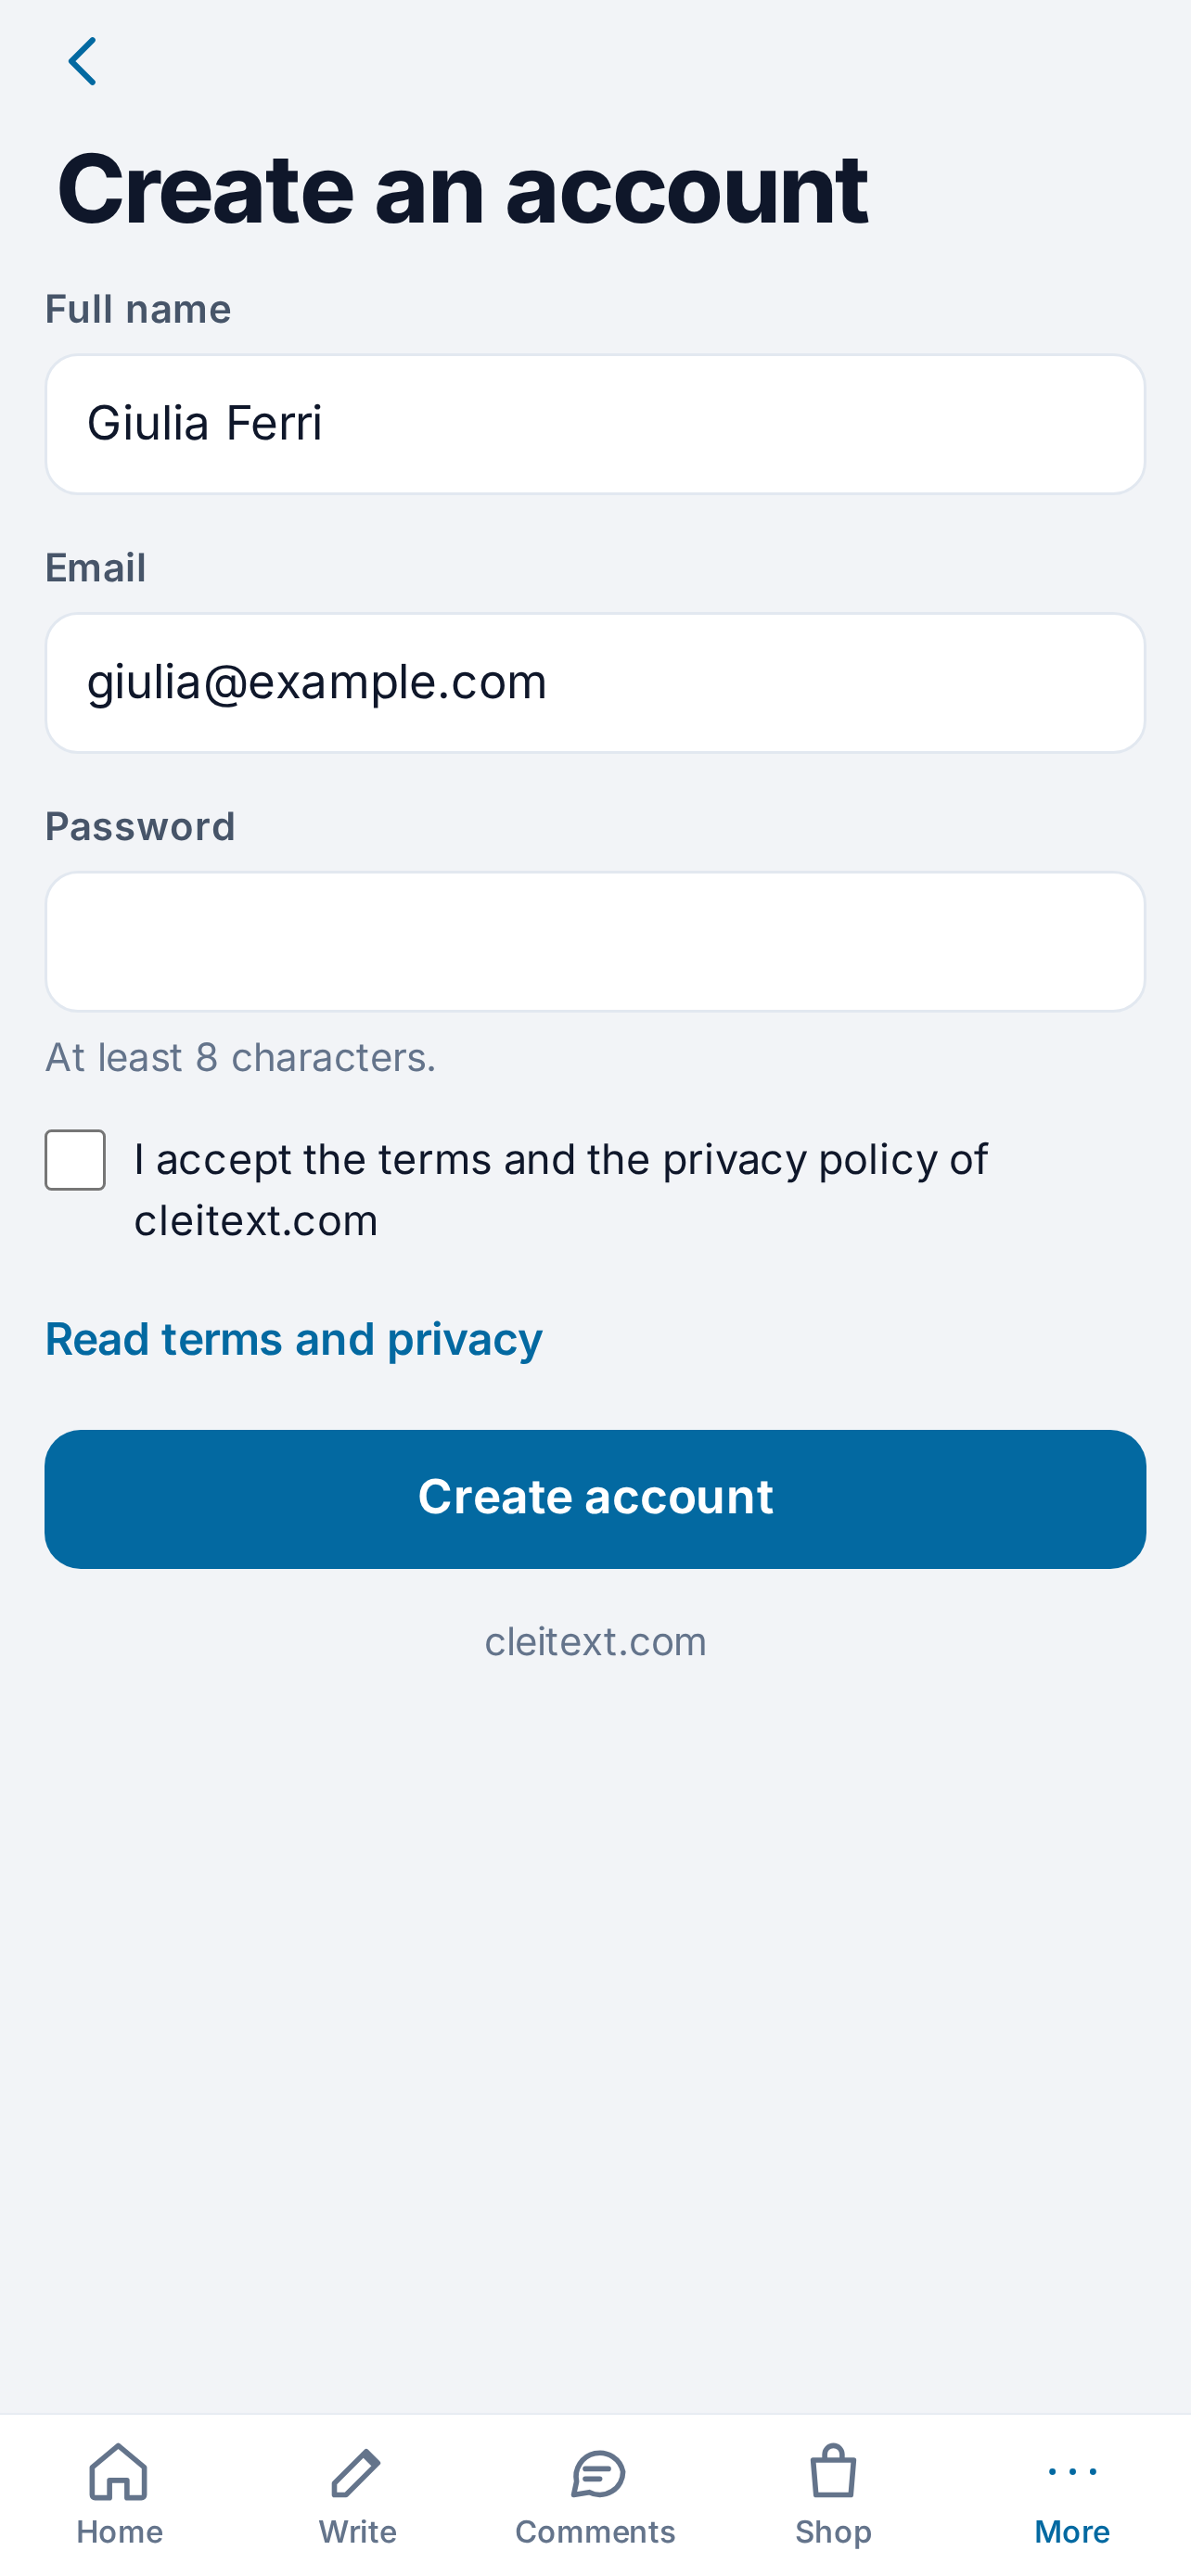 Create an account
Full name
Giulia Ferri
Email
giulia@example.com
Password
At least 8 characters.
I accept the terms and the privacy policy of
cleitext.com
Read terms and privacy
Create account
cleitext.com
Home
Write
Comments
Shop
More